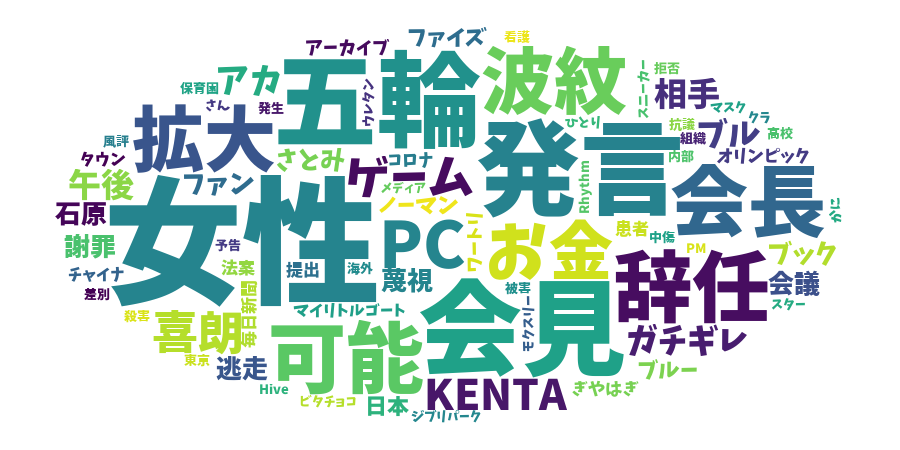 ファイズ
看護
アーカイブ
五輪
波紋
アカ
保育園
さん
発生
ウレタン
スニーカー
拒否
相手
マスク
クラ
拡大
ひとり
発言
抗議
組織
ブル
高校
風評
内部
オリンピック
タウン
さとみ
コロナ
ゲーム
午後
ファン
メディア
Rhythm
会長
女性
ノーマン
石原
PC
お金
患者
かに
謝罪
予告
中傷
PM
ブック
チャイナ
法案
提出
海外
蔑視
辞任
会議
差別
被害
スター
マイリトルゴート
会見
殺害
喜朗
可能
モクスリー
ガチギレ
東京
逃走
ブルー
Hive
KENTA
ぎやはぎ
ビタチョコ
日本
ジブリパーク